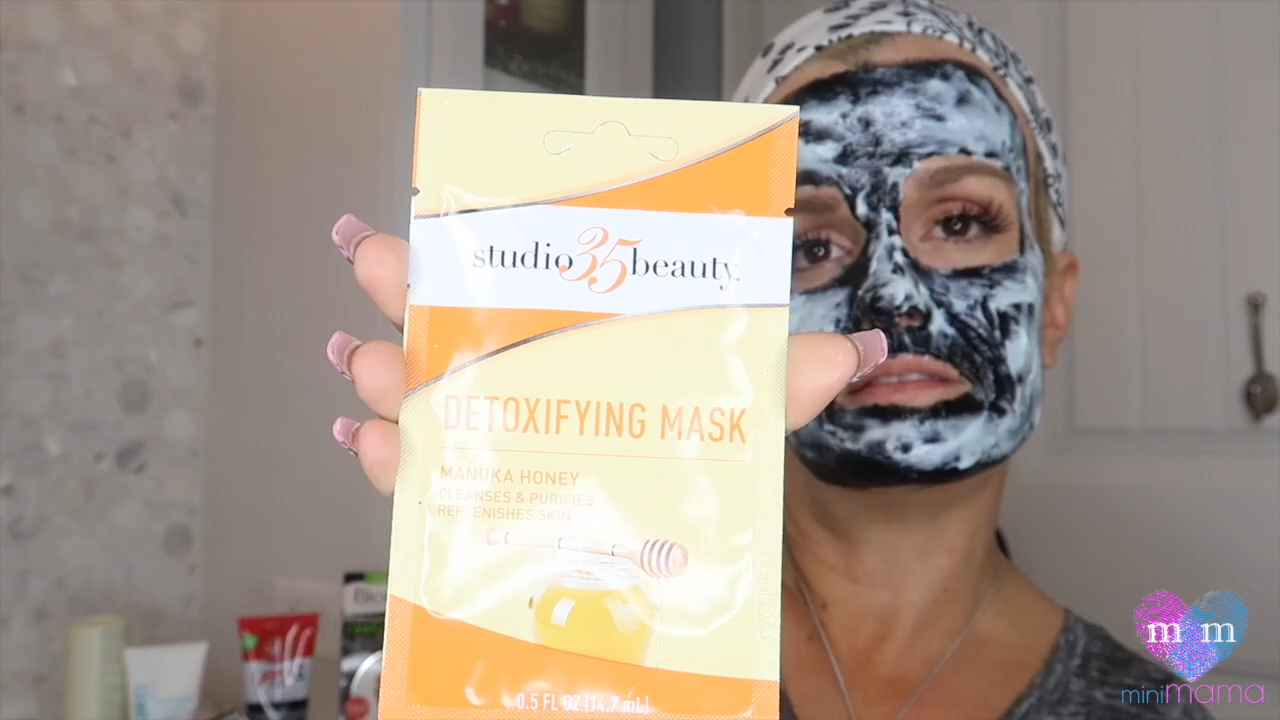 studio 35 beauty.
DETOXIFYING MASK
MANUKA HONEY
CLEANSES & PURIFIES
REPLENISHES SKIN
0.5 FL OZ (14.7 mL)
m m
miniMama